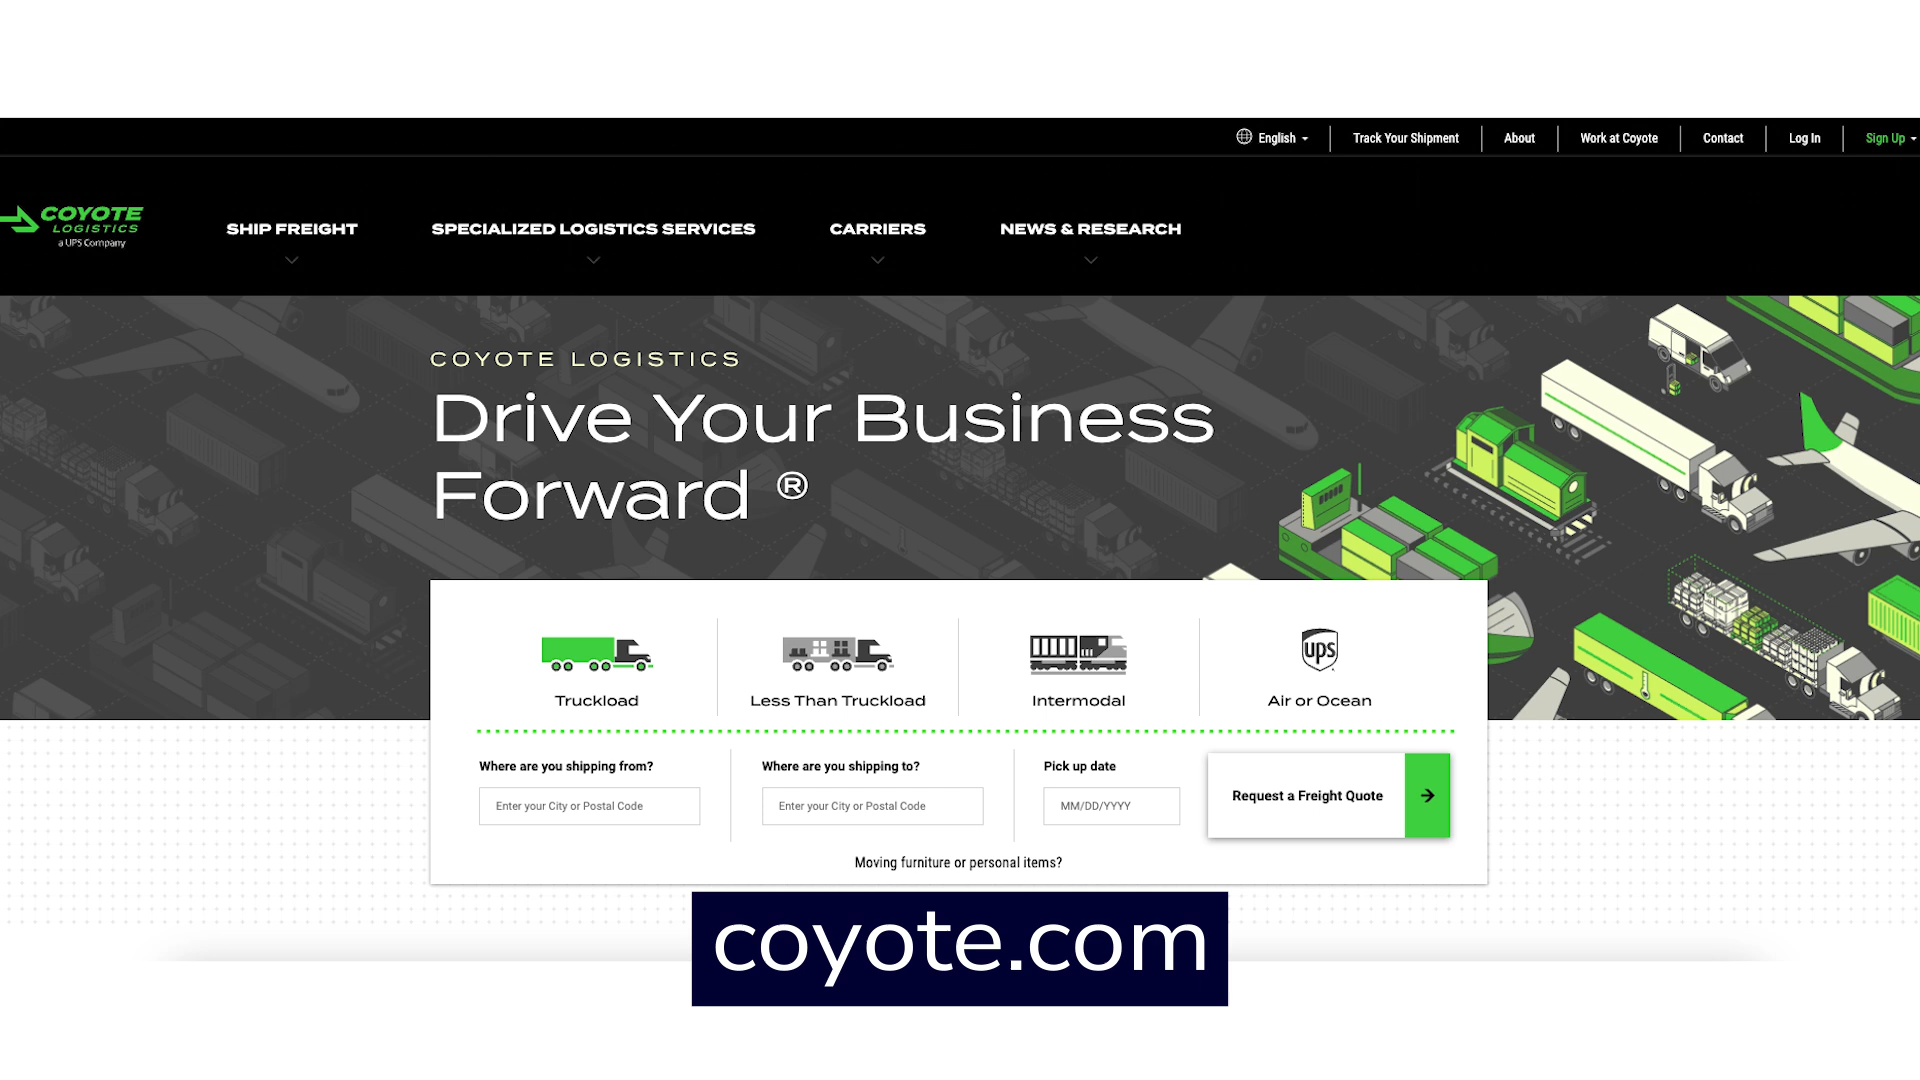 English
Track Your Shipment
About
Work at Coyote
Contact
Log In
Sign Up
COYOTE
LOGISTICS
a UPS Company
SHIP FREIGHT
SPECIALIZED LOGISTICS SERVICES
CARRIERS
NEWS & RESEARCH
COYOTE LOGISTICS
Drive Your Business
Forward ®
ups
Truckload
Less Than Truckload
Intermodal
Air or Ocean
Where are you shipping from?
Enter your City or Postal Code
Where are you shipping to?
Enter your City or Postal Code
Pick up date
MM/DD/YYYY
Request a Freight Quote
Moving furniture or personal items?
coyote.com